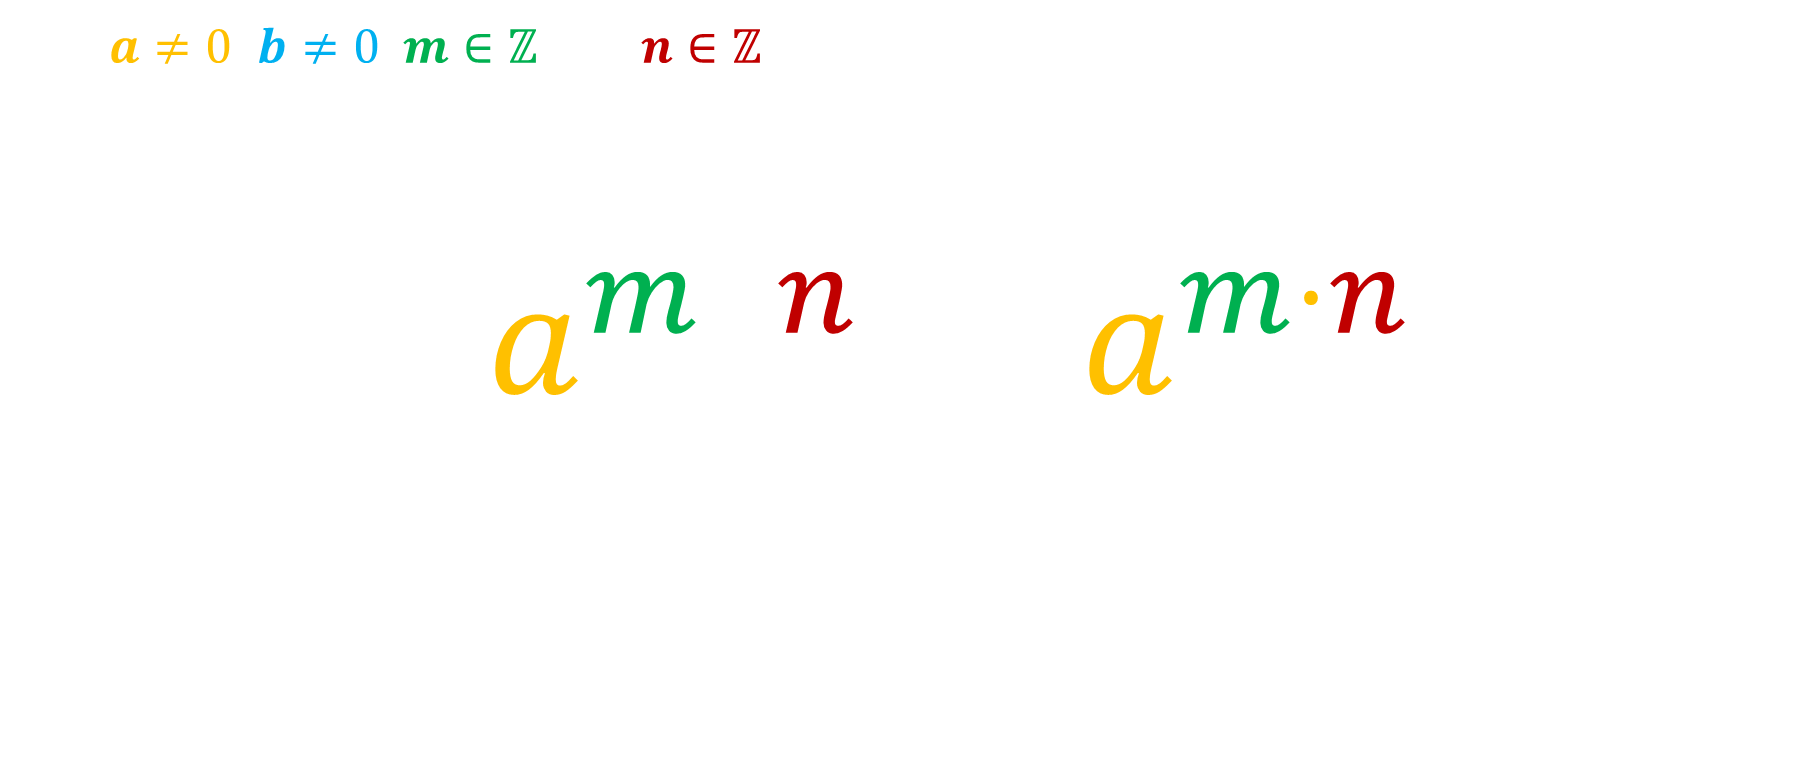 a ≠ 0 b ≠ 0 m ∈ ℤ n ∈ ℤ
a^m n a^{m·n}